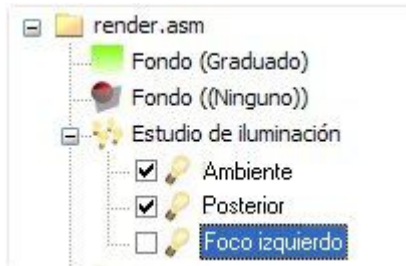 render.asm
Fondo (Graduado)
Fondo ((Ninguno))
Estudio de iluminación
Ambiente
Posterior
Foco izquierdo